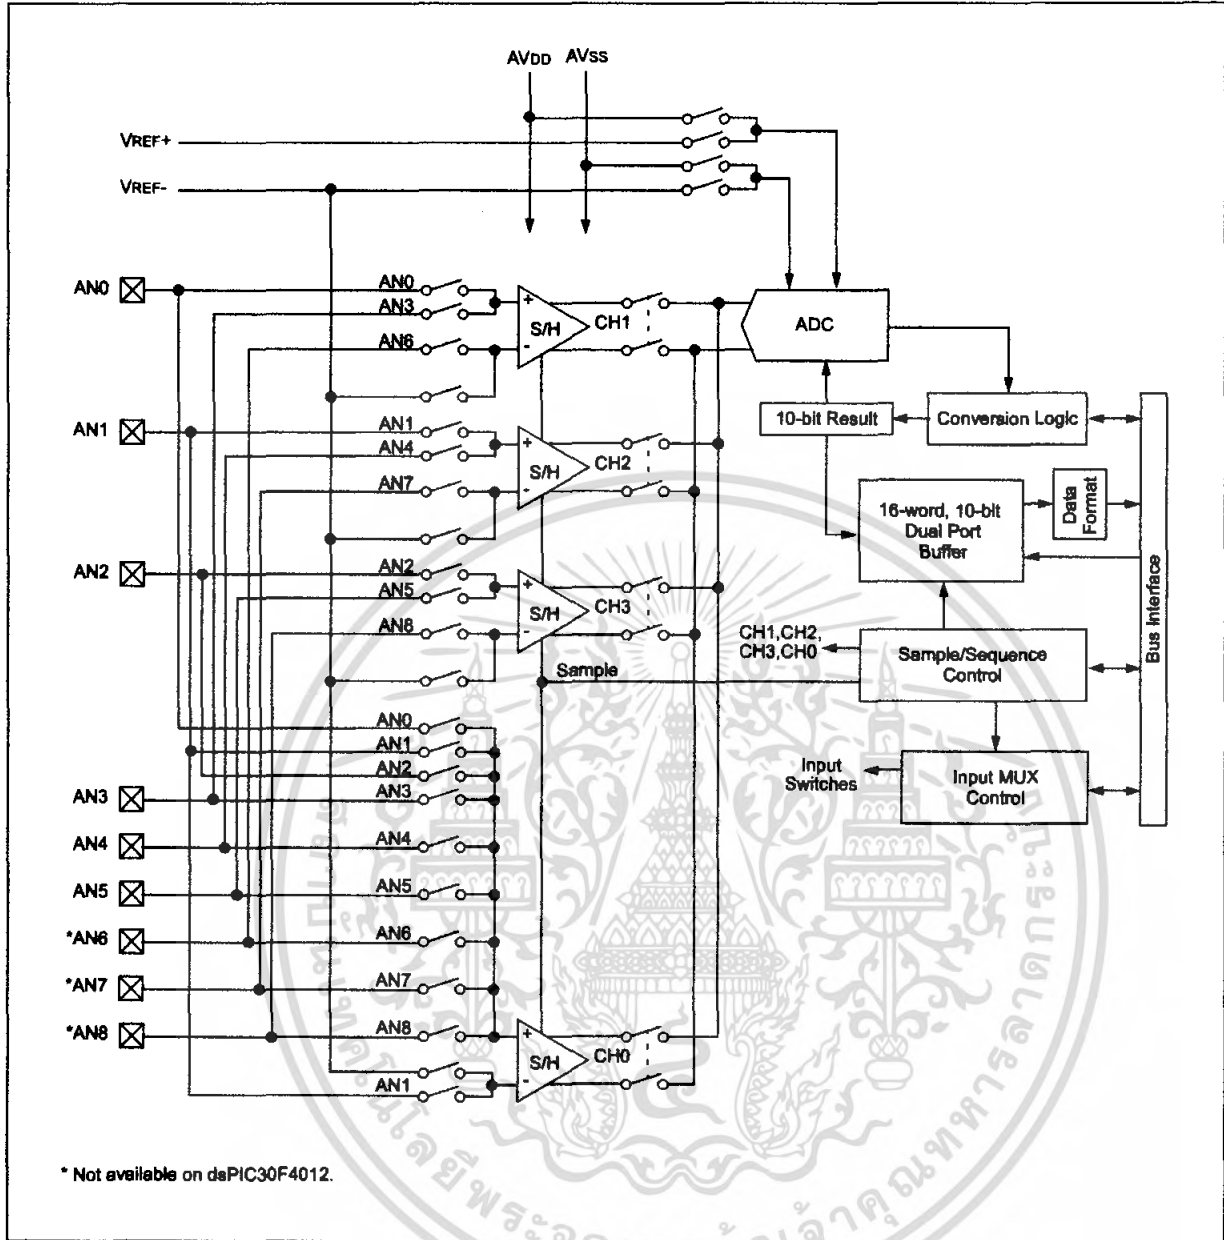 AVDD AVSS
VREF+
VREF-
AN0
AN0
AN3
AN6
+
-
S/H
CH1
ADC
AN1
AN1
AN4
AN7
+
-
S/H
CH2
10-bit Result
Conversion Logic
16-word, 10-bit
Dual Port
Buffer
Data
Format
AN2
AN2
AN5
AN8
+
-
S/H
CH3
CH1,CH2,
CH3,CH0
Sample/Sequence
Control
Sample
Bus Interface
AN0
AN1
AN2
AN3
AN3
Input
Switches
Input MUX
Control
AN4
AN4
AN5
AN5
*AN6
AN6
*AN7
AN7
*AN8
AN8
+
-
S/H
CH0
AN1
* Not available on dsPIC30F4012.